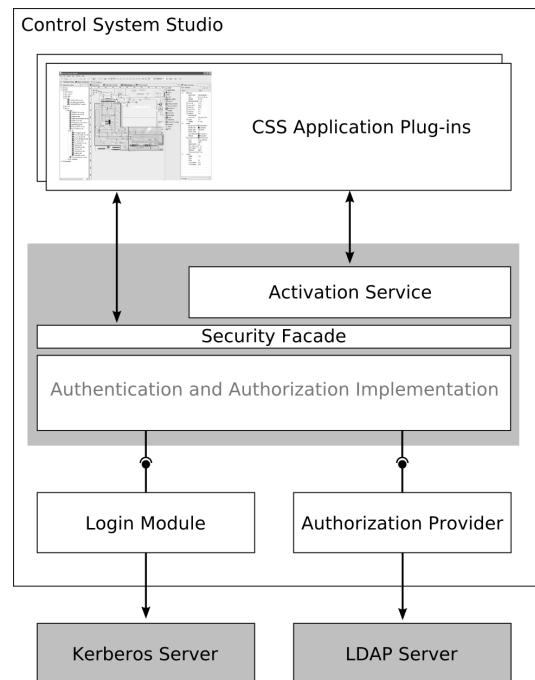 Control System Studio
CSS Application Plug-ins
Activation Service
Security Facade
Authentication and Authorization Implementation
Login Module
Authorization Provider
Kerberos Server
LDAP Server